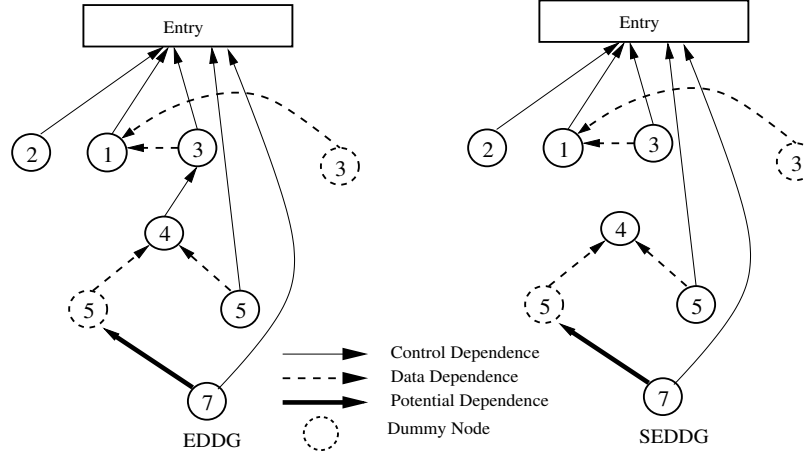 Entry
Entry
2
1
3
3
2
1
3
3
4
4
5
5
5
5
Control Dependence
Data Dependence
7
Potential Dependence
7
Dummy Node
EDDG
SEDDG